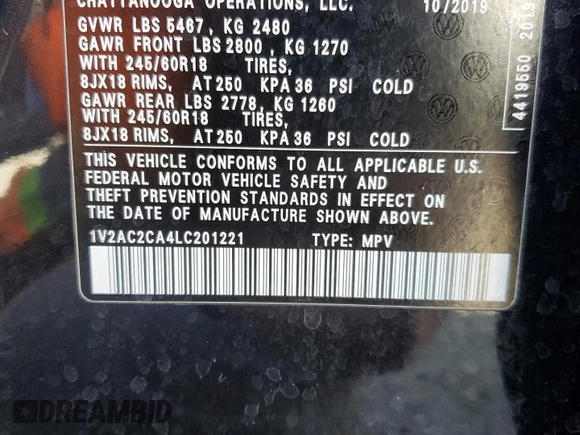 CHATTANOOGA OPERATIONS, LLC. 10/2019
GVWR LBS 5467, KG 2480
GAWR FRONT LBS 2800, KG 1270
WITH 245/60R18 TIRES,
8JX18 RIMS, AT 250 KPA 36 PSI COLD
GAWR REAR LBS 2778, KG 1260
WITH 245/60R18 TIRES,
8JX18 RIMS, AT 250 KPA 36 PSI COLD
THIS VEHICLE CONFORMS TO ALL APPLICABLE U.S.
FEDERAL MOTOR VEHICLE SAFETY AND
THEFT PREVENTION STANDARDS IN EFFECT ON
THE DATE OF MANUFACTURE SHOWN ABOVE.
1V2AC2CA4LC201221 TYPE: MPV
4419550 2019
DREAMBID